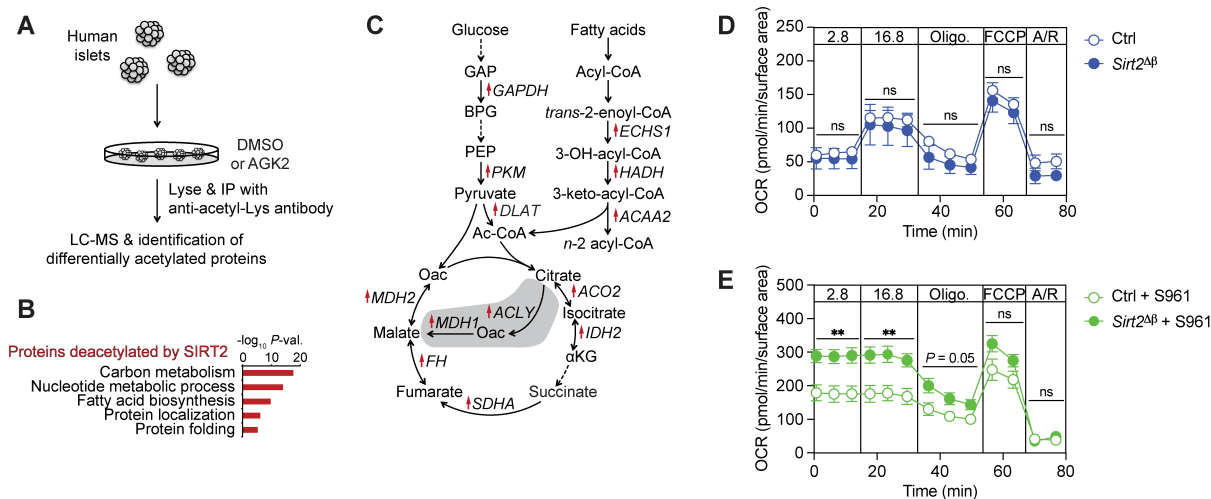 A
Human
islets
DMSO
or AGK2
Lyse & IP with
anti-acetyl-Lys antibody
LC-MS & identification of
differentially acetylated proteins
B
-log10 P-val.
Proteins deacetylated by SIRT2
0 5 10 15 20
Carbon metabolism
Nucleotide metabolic process
Fatty acid biosynthesis
Protein localization
Protein folding
C
Glucose
Fatty acids
GAP
Acyl-CoA
GAPDH
BPG
trans-2-enoyl-CoA
ECHS1
PEP
3-OH-acyl-CoA
PKM
HADH
Pyruvate
3-keto-acyl-CoA
DLAT
ACAA2
Ac-CoA
n-2 acyl-CoA
Oac
Citrate
MDH2
ACO2
ACLY
Isocitrate
MDH1
Malate
Oac
IDH2
FH
αKG
Fumarate
Succinate
SDHA
D
OCR (pmol/min/surface area)
250
200
150
100
50
0
2.8 16.8 Oligo. FCCP A/R
ns ns ns ns ns
0 20 40 60 80
Time (min)
Ctrl
Sirt2Δβ
E
OCR (pmol/min/surface area)
500
400
300
200
100
0
2.8 16.8 Oligo. FCCP A/R
** ** P = 0.05 ns ns
0 20 40 60 80
Time (min)
Ctrl + S961
Sirt2Δβ + S961